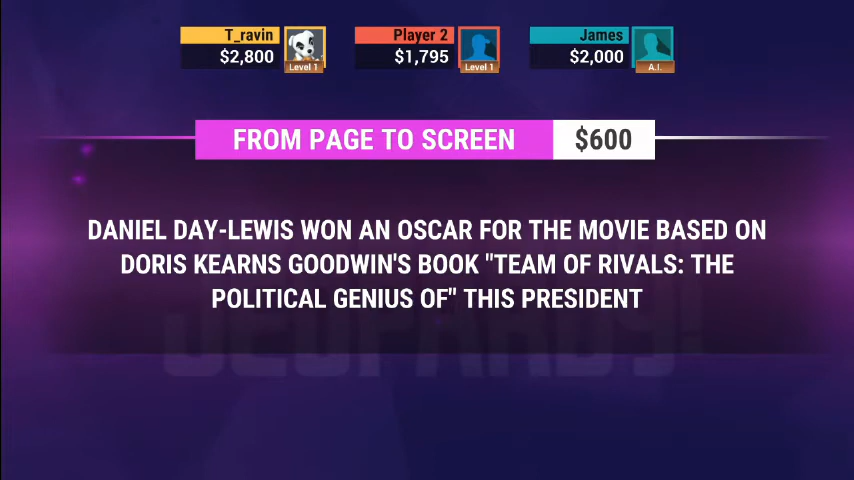 T_ravin
$2,800
Level 1
Player 2
$1,795
Level 1
James
$2,000
A.I.
FROM PAGE TO SCREEN
$600
DANIEL DAY-LEWIS WON AN OSCAR FOR THE MOVIE BASED ON
DORIS KEARNS GOODWIN'S BOOK "TEAM OF RIVALS: THE
POLITICAL GENIUS OF" THIS PRESIDENT
JEOPARDY!